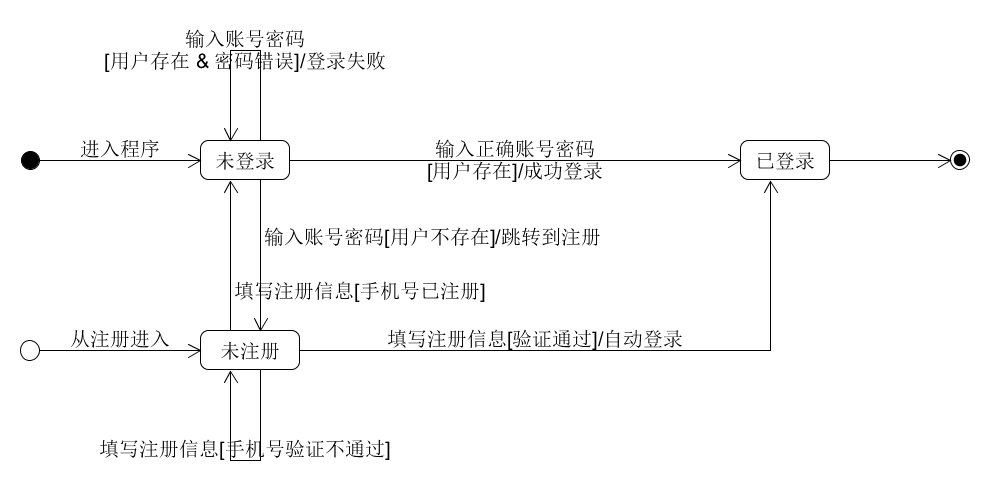 输入账号密码
[用户存在 & 密码错误]/登录失败
进入程序
未登录
输入正确账号密码
[用户存在]/成功登录
已登录
输入账号密码[用户不存在]/跳转到注册
填写注册信息[手机号已注册]
从注册进入
未注册
填写注册信息[验证通过]/自动登录
填写注册信息[手机号验证不通过]